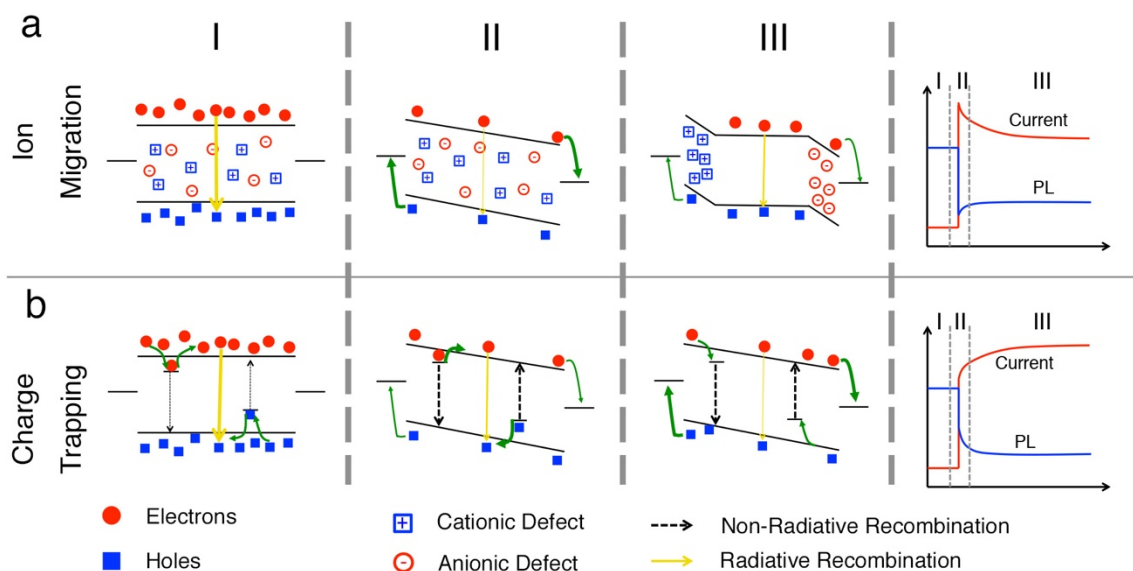 a
I
II
III
Ion
Migration
I II III
Current
PL
b
Charge
Trapping
I II III
Current
PL
Electrons
Cationic Defect
Non-Radiative Recombination
Holes
Anionic Defect
Radiative Recombination